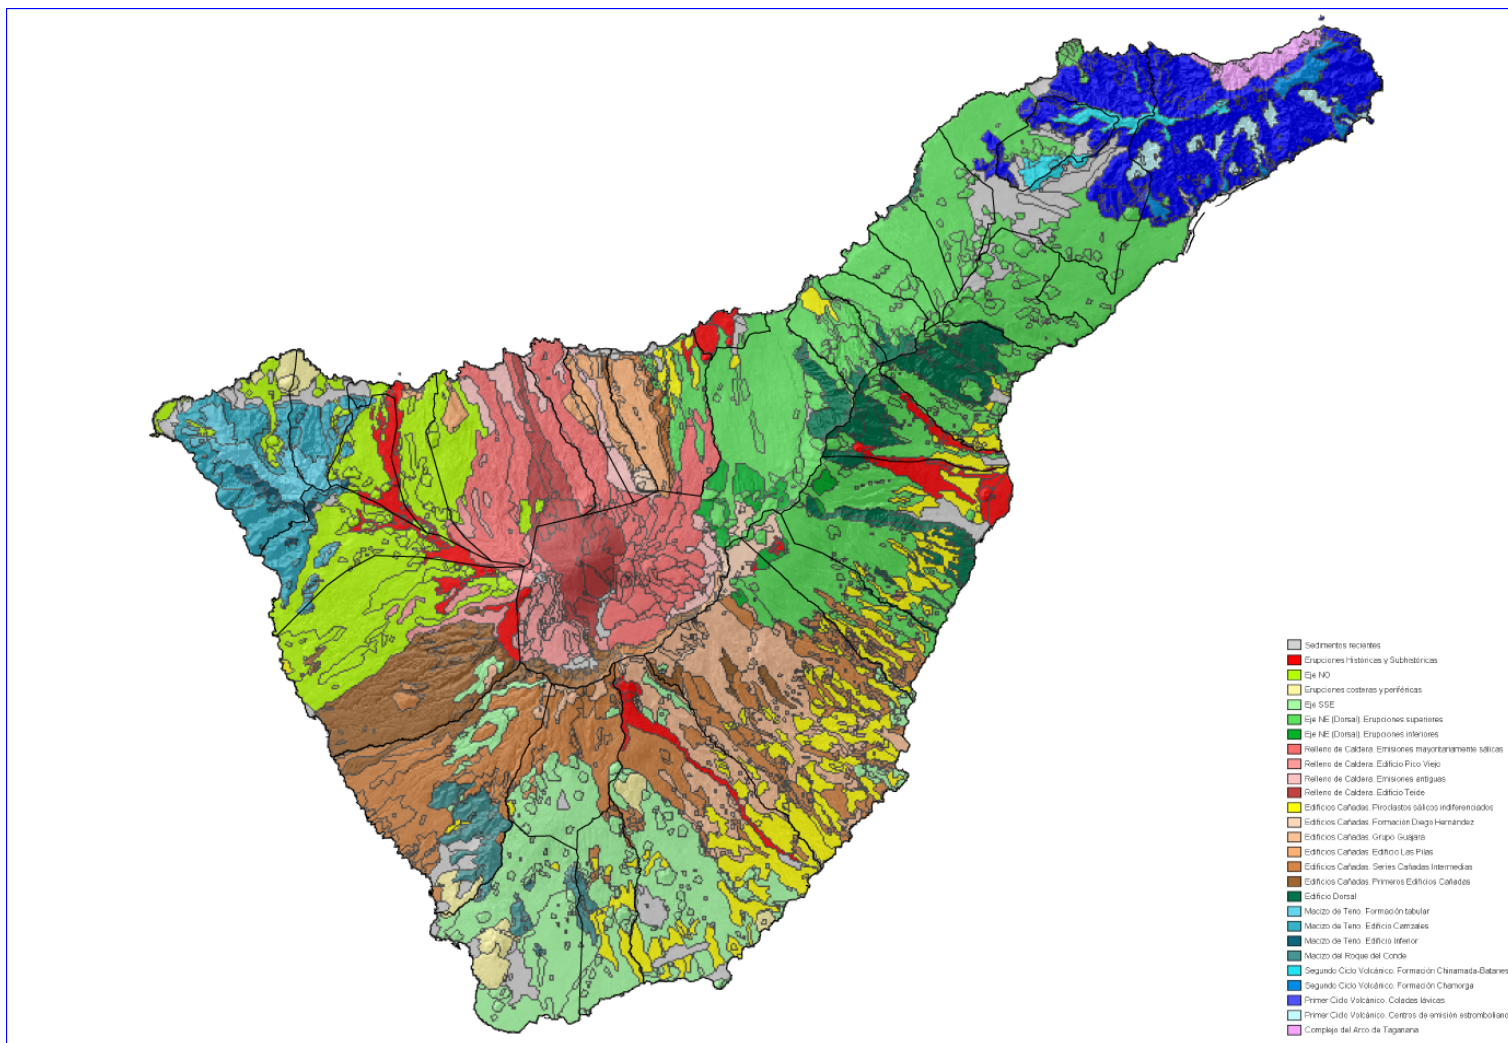 Sedimentos recientes
Erupciones Históricas y Subhistóricas
Eje NO
Erupciones costeras y periféricas
Eje SSE
Eje NE (Dorsal). Erupciones superiores
Eje NE (Dorsal). Erupciones inferiores
Relleno de Caldera. Emisiones mayoritariamente sálicas
Relleno de Caldera. Edificio Pico Viejo
Relleno de Caldera. Emisiones antiguas
Relleno de Caldera. Edificio Teide
Edificios Cañadas. Piroclastos sálicos indiferenciados
Edificios Cañadas. Formación Diego Hernández
Edificios Cañadas. Grupo Guajara
Edificios Cañadas. Edificio Las Pilas
Edificios Cañadas. Series Cañadas Intermedias
Edificios Cañadas. Primeros Edificios Cañadas
Edificio Dorsal
Macizo de Teno. Formación tabular
Macizo de Teno. Edificio Carrizales
Macizo de Teno. Edificio Inferior
Macizo del Roque del Conde
Segundo Ciclo Volcánico. Formación Chinamada-Batanes
Segundo Ciclo Volcánico. Formación Chamorga
Primer Ciclo Volcánico. Coladas lávicas
Primer Ciclo Volcánico. Centros de emisión estromboliano
Complejo del Arco de Taganana